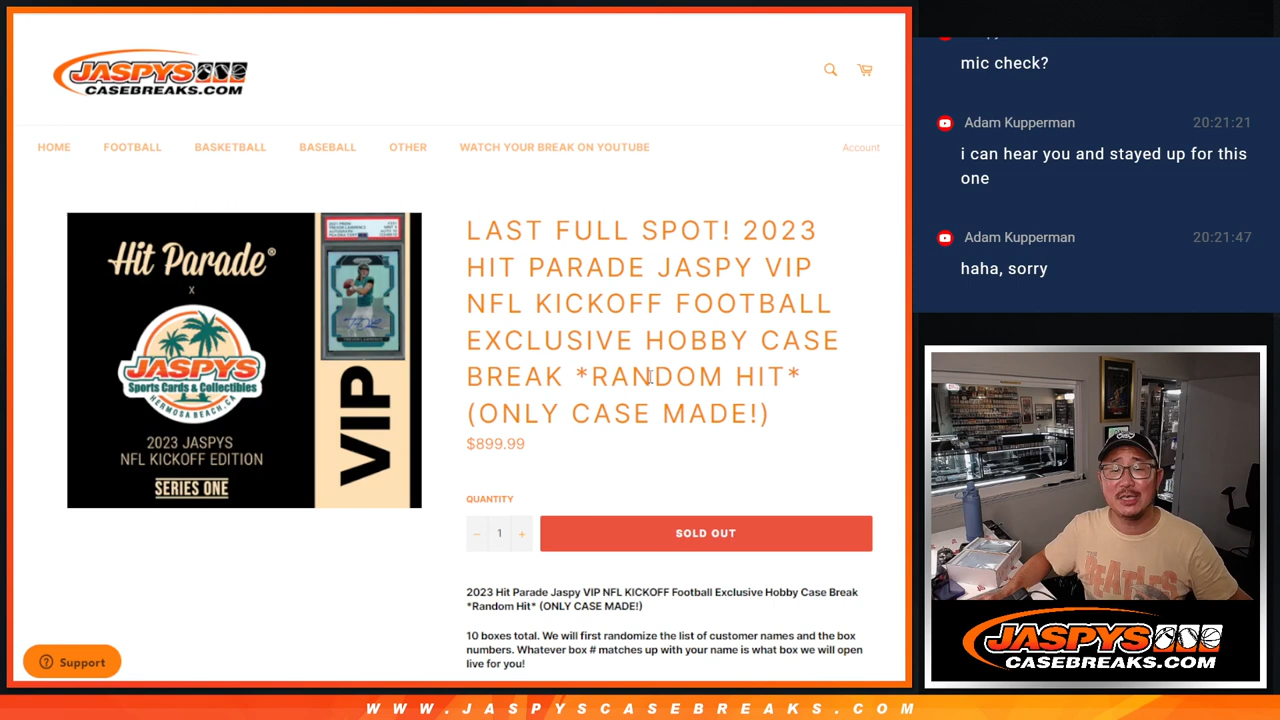 JASPYS
CASEBREAKS.COM
HOME
FOOTBALL
BASKETBALL
BASEBALL
OTHER
WATCH YOUR BREAK ON YOUTUBE
Account
Hit Parade®
x
JASPYS
Sports Cards & Collectibles
HERMOSA BEACH, CA
2023 JASPYS
NFL KICKOFF EDITION
SERIES ONE
VIP
LAST FULL SPOT! 2023
HIT PARADE JASPY VIP
NFL KICKOFF FOOTBALL
EXCLUSIVE HOBBY CASE
BREAK *RANDOM HIT*
(ONLY CASE MADE!)
$899.99
QUANTITY
− 1 +
SOLD OUT
2023 Hit Parade Jaspy VIP NFL KICKOFF Football Exclusive Hobby Case Break
*Random Hit* (ONLY CASE MADE!)
10 boxes total. We will first randomize the list of customer names and the box
numbers. Whatever box # matches up with your name is what box we will open
live for you!
Support
mic check?
Adam Kupperman 20:21:21
i can hear you and stayed up for this
one
Adam Kupperman 20:21:47
haha, sorry
JASPYS
CASEBREAKS.COM
WWW.JASPYSCASEBREAKS.COM